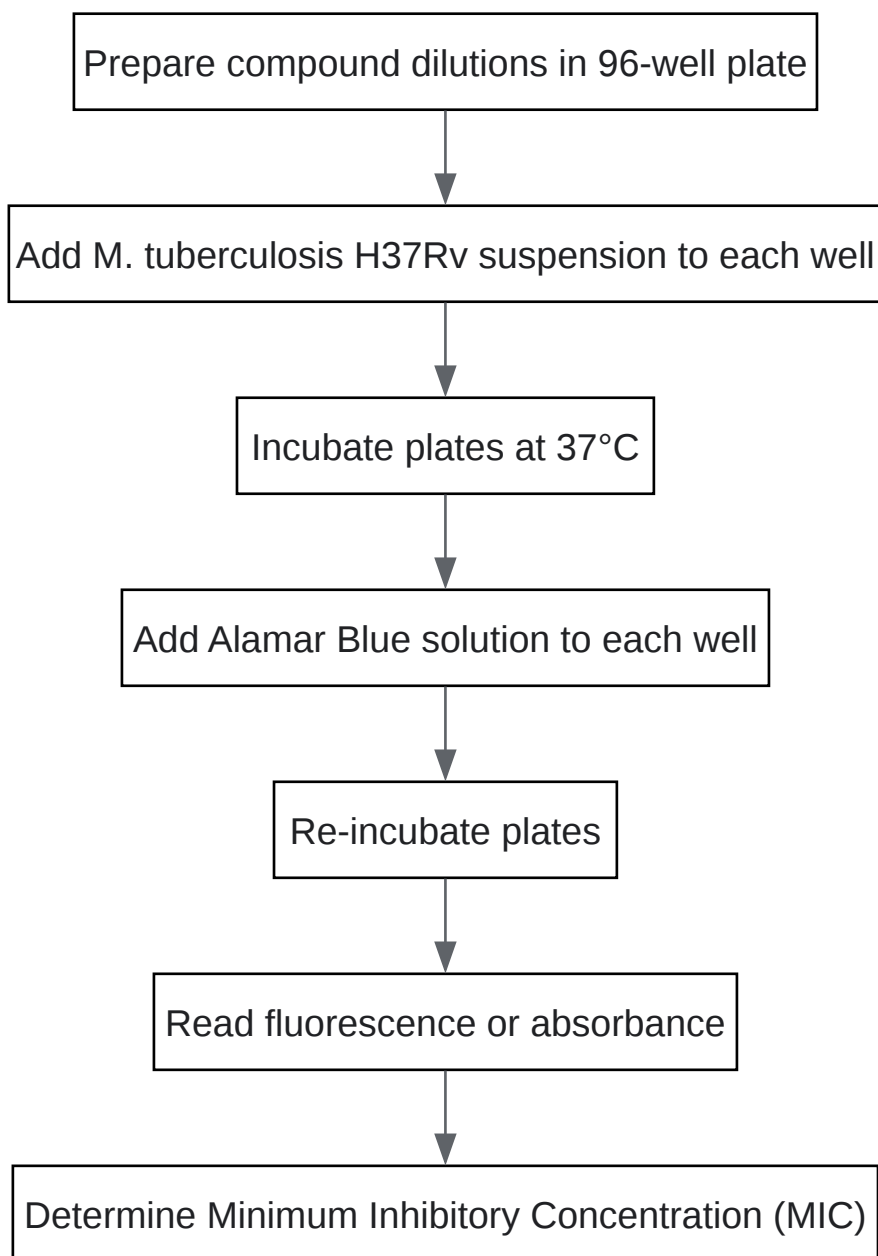 Prepare compound dilutions in 96-well plate
Add M. tuberculosis H37Rv suspension to each well
Incubate plates at 37°C
Add Alamar Blue solution to each well
Re-incubate plates
Read fluorescence or absorbance
Determine Minimum Inhibitory Concentration (MIC)